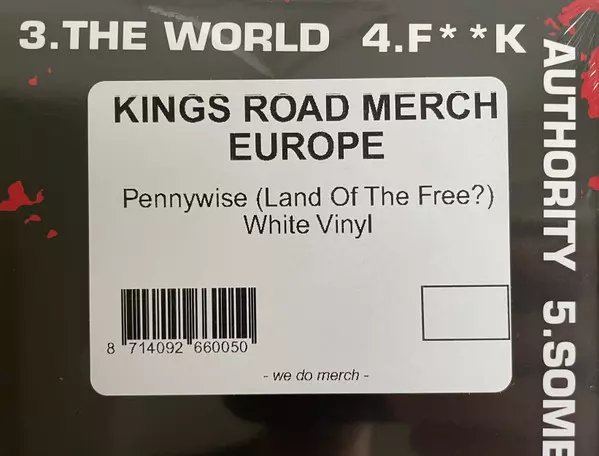 3.THE WORLD 4.F**K
AUTHORITY 5.SOME
KINGS ROAD MERCH
EUROPE
Pennywise (Land Of The Free?)
White Vinyl
8 714092 660050
- we do merch -